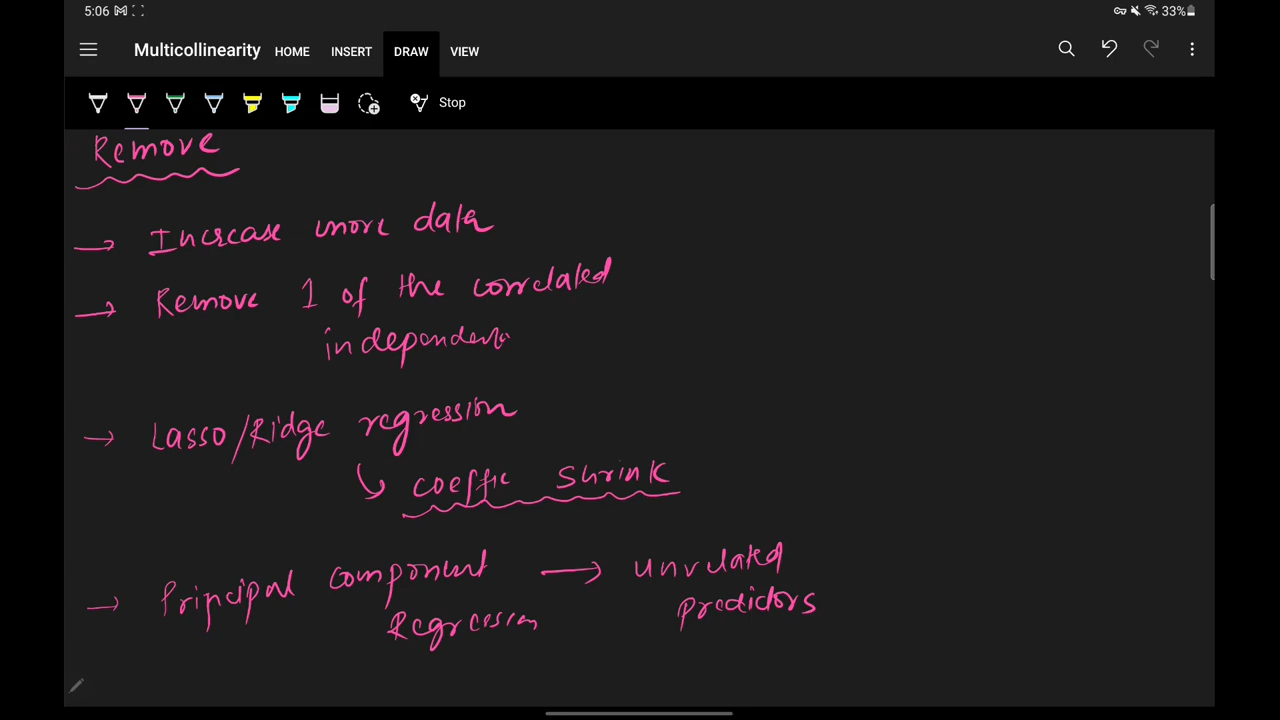 5:06
33%
Multicollinearity HOME INSERT DRAW VIEW
Stop
Remove
→ Increase more data
→ Remove 1 of the correlated
independent
→ Lasso/Ridge regression
↳ coeffic shrink
→ Principal component → unrelated
Regression predictors